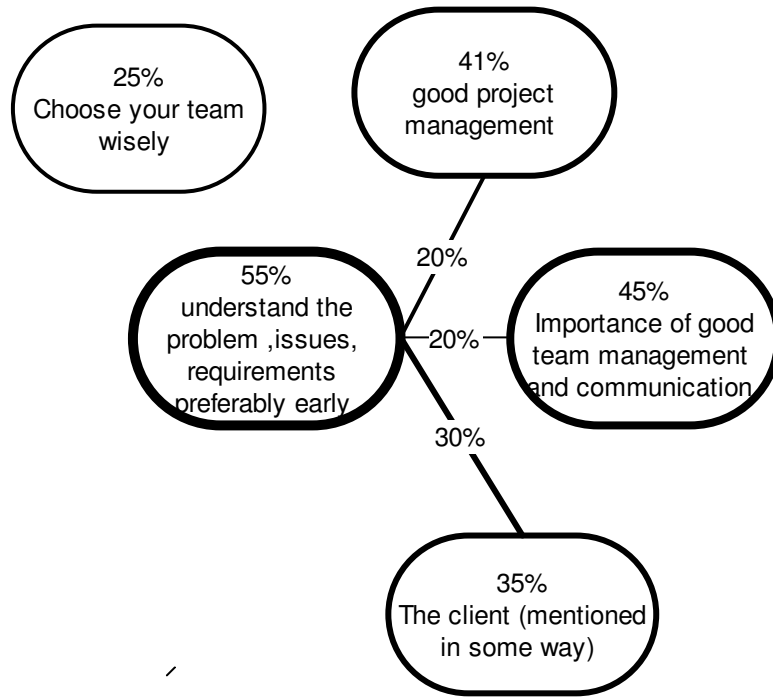 25%
Choose your team
wisely
41%
good project
management
20%
55%
understand the
problem ,issues,
requirements
preferably early
20%
45%
Importance of good
team management
and communication
30%
35%
The client (mentioned
in some way)